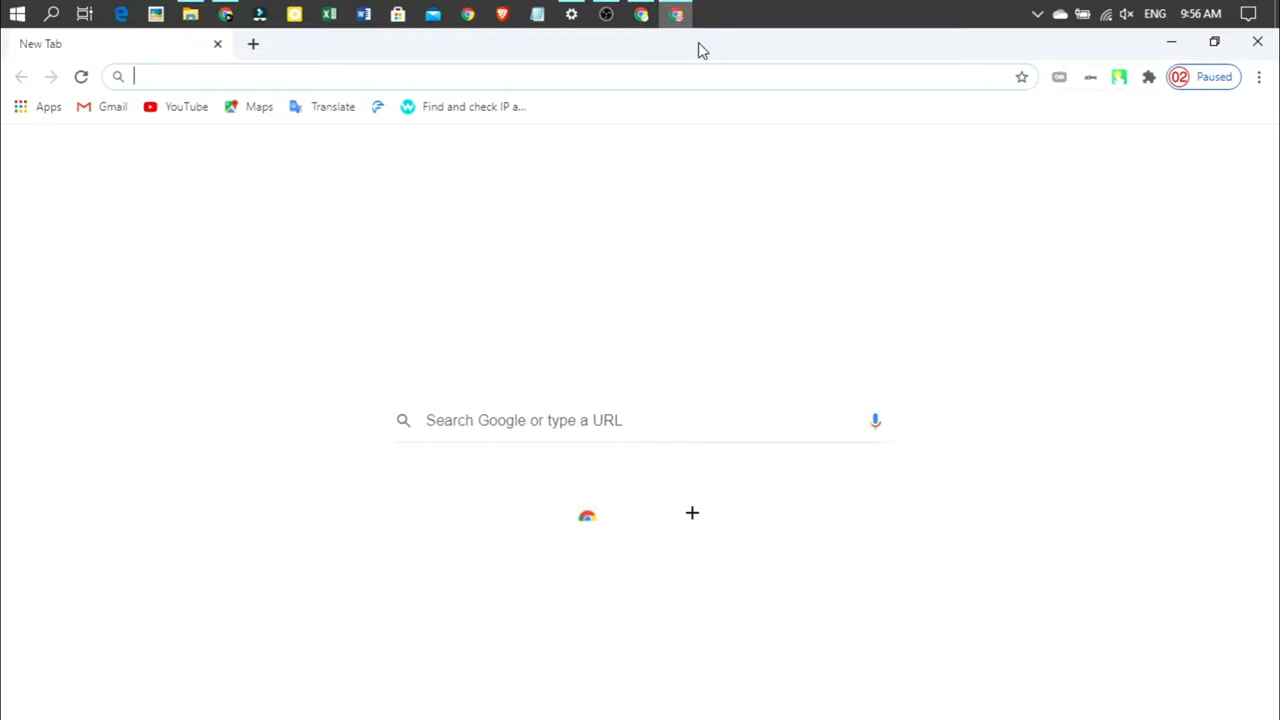 ENG 9:56 AM
New Tab
02 Paused
Apps Gmail YouTube Maps Translate Find and check IP a...
Search Google or type a URL